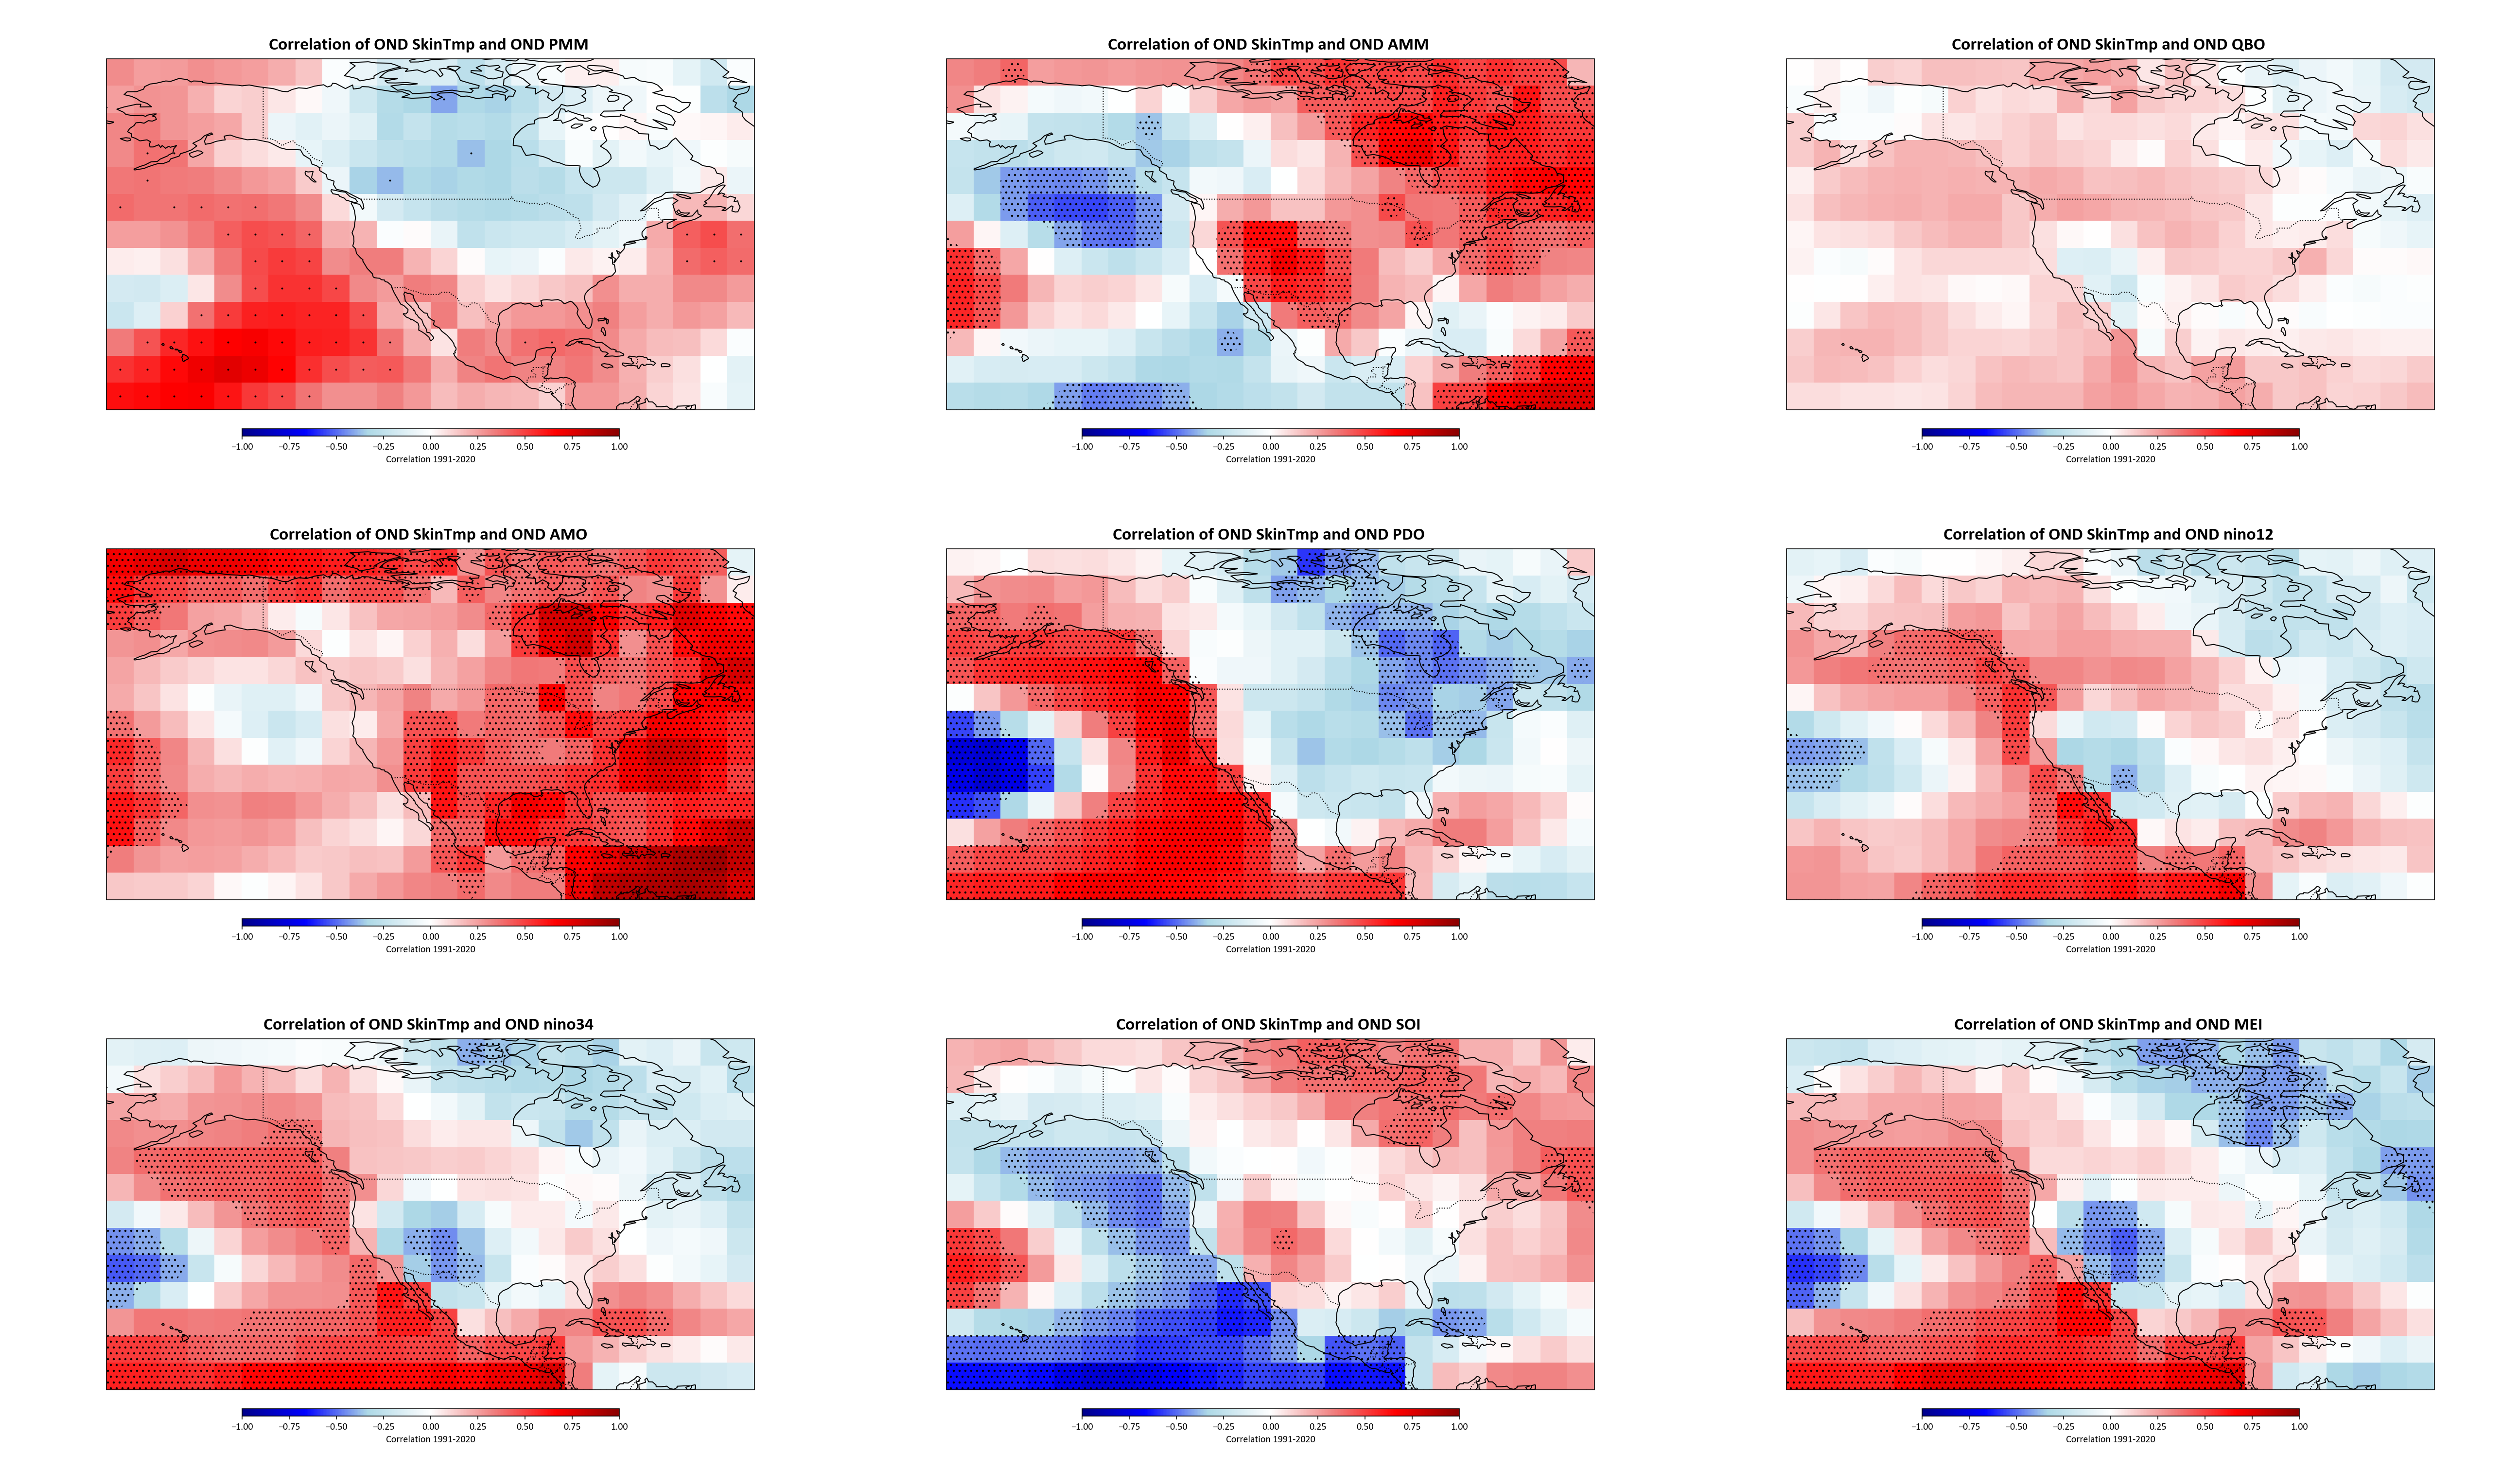 Correlation of OND SkinTmp and OND PMM
Correlation of OND SkinTmp and OND AMM
Correlation of OND SkinTmp and OND QBO
−1.00 −0.75 −0.50 −0.25 0.00 0.25 0.50 0.75 1.00
Correlation 1991-2020
−1.00 −0.75 −0.50 −0.25 0.00 0.25 0.50 0.75 1.00
Correlation 1991-2020
−1.00 −0.75 −0.50 −0.25 0.00 0.25 0.50 0.75 1.00
Correlation 1991-2020
Correlation of OND SkinTmp and OND AMO
Correlation of OND SkinTmp and OND PDO
Correlation of OND SkinTmp and OND nino12
−1.00 −0.75 −0.50 −0.25 0.00 0.25 0.50 0.75 1.00
Correlation 1991-2020
−1.00 −0.75 −0.50 −0.25 0.00 0.25 0.50 0.75 1.00
Correlation 1991-2020
−1.00 −0.75 −0.50 −0.25 0.00 0.25 0.50 0.75 1.00
Correlation 1991-2020
Correlation of OND SkinTmp and OND nino34
Correlation of OND SkinTmp and OND SOI
Correlation of OND SkinTmp and OND MEI
−1.00 −0.75 −0.50 −0.25 0.00 0.25 0.50 0.75 1.00
Correlation 1991-2020
−1.00 −0.75 −0.50 −0.25 0.00 0.25 0.50 0.75 1.00
Correlation 1991-2020
−1.00 −0.75 −0.50 −0.25 0.00 0.25 0.50 0.75 1.00
Correlation 1991-2020